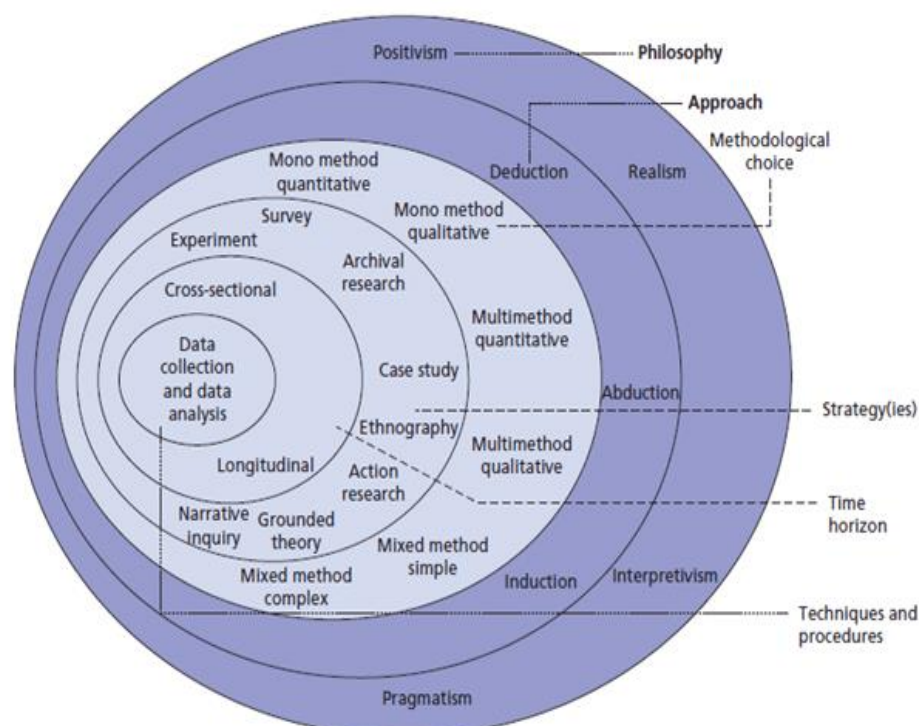 Positivism
Philosophy
Approach
Methodological
choice
Mono method
quantitative
Deduction
Realism
Survey
Mono method
qualitative
Experiment
Archival
research
Cross-sectional
Multimethod
quantitative
Data
collection
and data
analysis
Case study
Abduction
Strategy(ies)
Ethnography
Multimethod
qualitative
Longitudinal
Action
research
Time
horizon
Narrative
inquiry
Grounded
theory
Mixed method
simple
Mixed method
complex
Induction
Interpretivism
Techniques and
procedures
Pragmatism